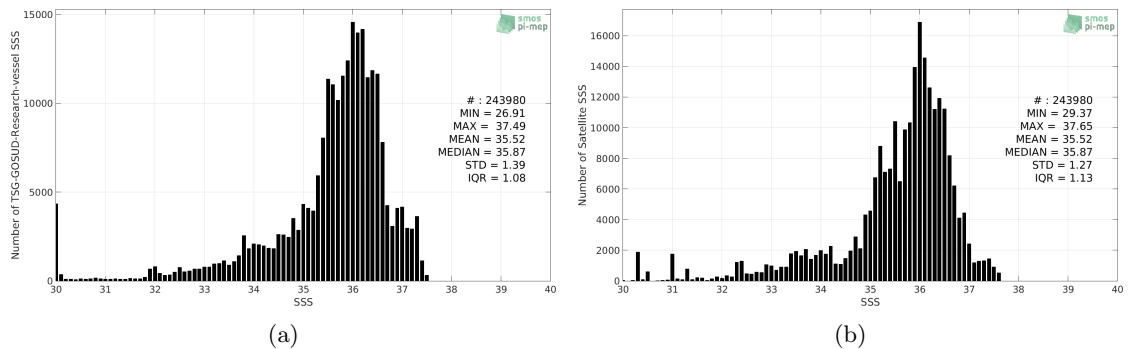 15000
10000
5000
0
30 31 32 33 34 35 36 37 38 39 40
SSS
Number of TSG-GOSUD-Research-vessel SSS
smos
pi-mep
# : 243980
MIN = 26.91
MAX = 37.49
MEAN = 35.52
MEDIAN = 35.87
STD = 1.39
IQR = 1.08
(a)
16000
14000
12000
10000
8000
6000
4000
2000
0
30 31 32 33 34 35 36 37 38 39 40
SSS
Number of Satellite SSS
smos
pi-mep
# : 243980
MIN = 29.37
MAX = 37.65
MEAN = 35.52
MEDIAN = 35.87
STD = 1.27
IQR = 1.13
(b)